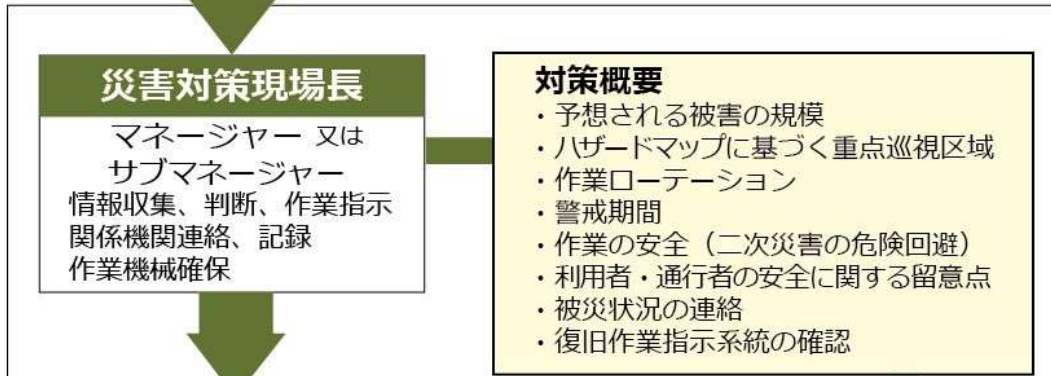 災害対策現場長
マネージャー 又は
サブマネージャー
情報収集、判断、作業指示
関係機関連絡、記録
作業機械確保
対策概要
・予想される被害の規模
・ハザードマップに基づく重点巡視区域
・作業ローテーション
・警戒期間
・作業の安全（二次災害の危険回避）
・利用者・通行者の安全に関する留意点
・被災状況の連絡
・復旧作業指示系統の確認